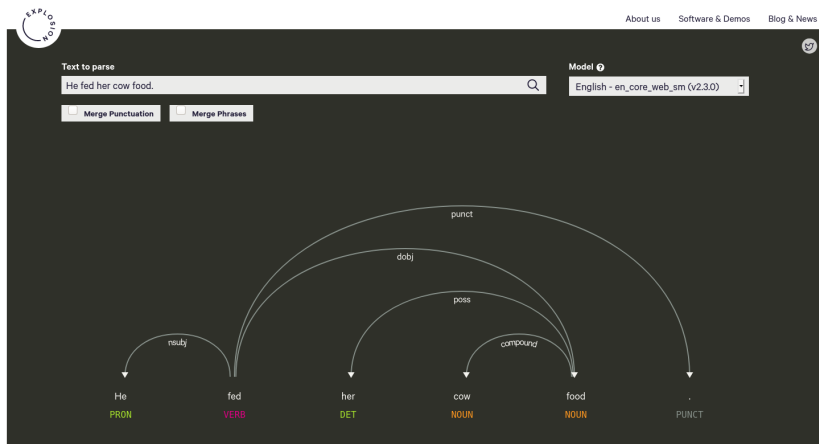 EXPLOSION
About us Software & Demos Blog & News
Text to parse
Model ?
He fed her cow food.
English - en_core_web_sm (v2.3.0)
Merge Punctuation Merge Phrases
punct
dobj
poss
nsubj compound
He fed her cow food .
PRON VERB DET NOUN NOUN PUNCT